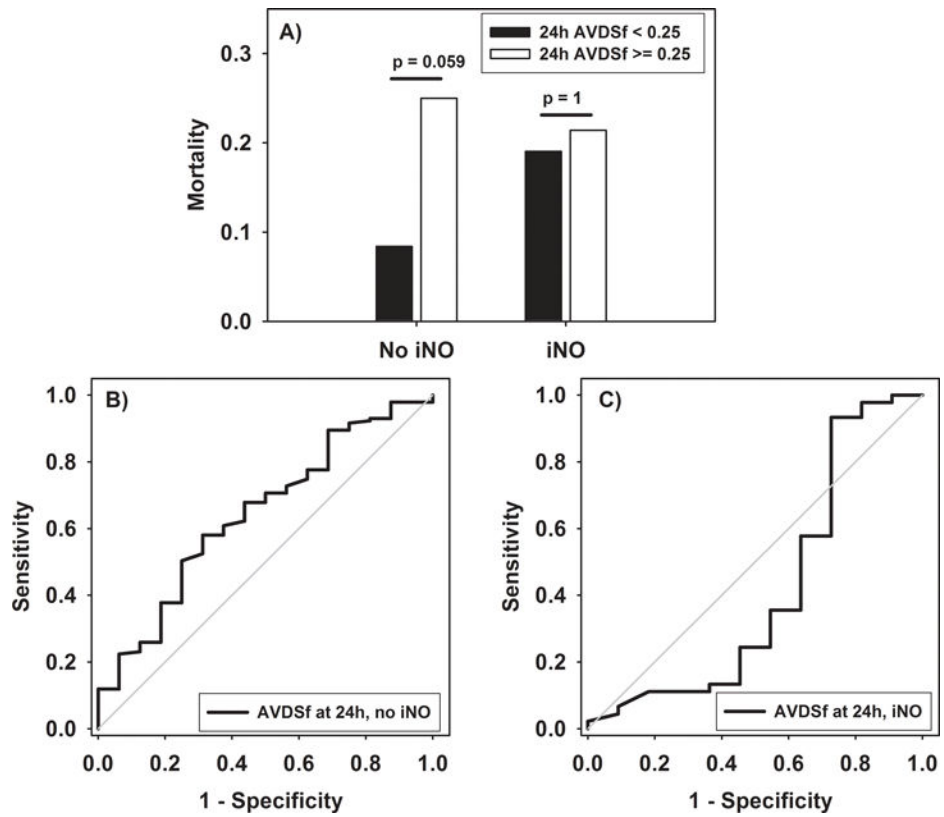 A)
24h AVDSf < 0.25
24h AVDSf >= 0.25
p = 0.059
p = 1
Mortality
0.3
0.2
0.1
0.0
No iNO
iNO
B)
Sensitivity
1.0
0.8
0.6
0.4
0.2
0.0
AVDSf at 24h, no iNO
0.0 0.2 0.4 0.6 0.8 1.0
1 - Specificity
C)
Sensitivity
1.0
0.8
0.6
0.4
0.2
0.0
AVDSf at 24h, iNO
0.0 0.2 0.4 0.6 0.8 1.0
1 - Specificity